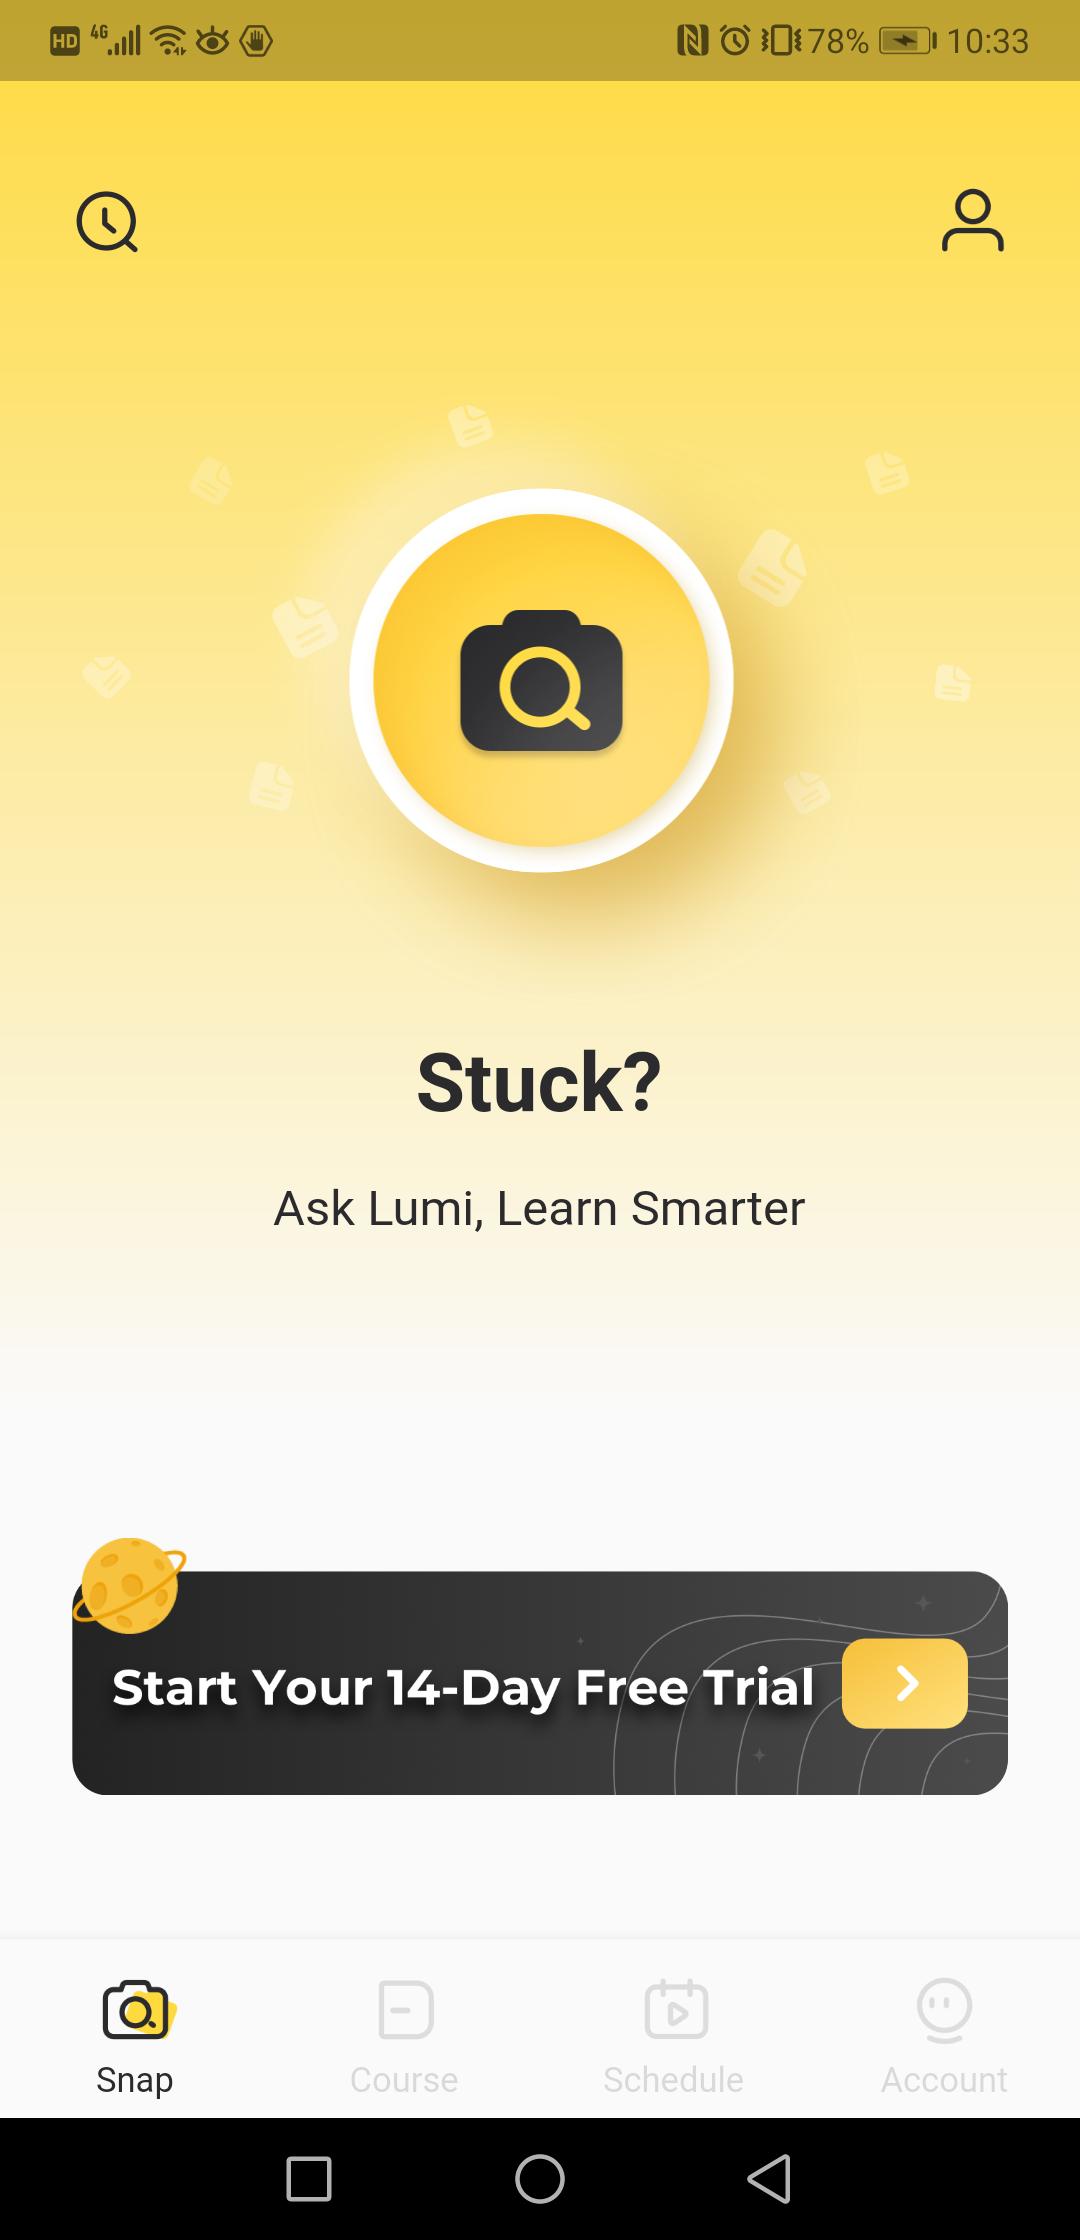 HD 4G 78% 10:33
Stuck?
Ask Lumi, Learn Smarter
Start Your 14-Day Free Trial
Snap Course Schedule Account